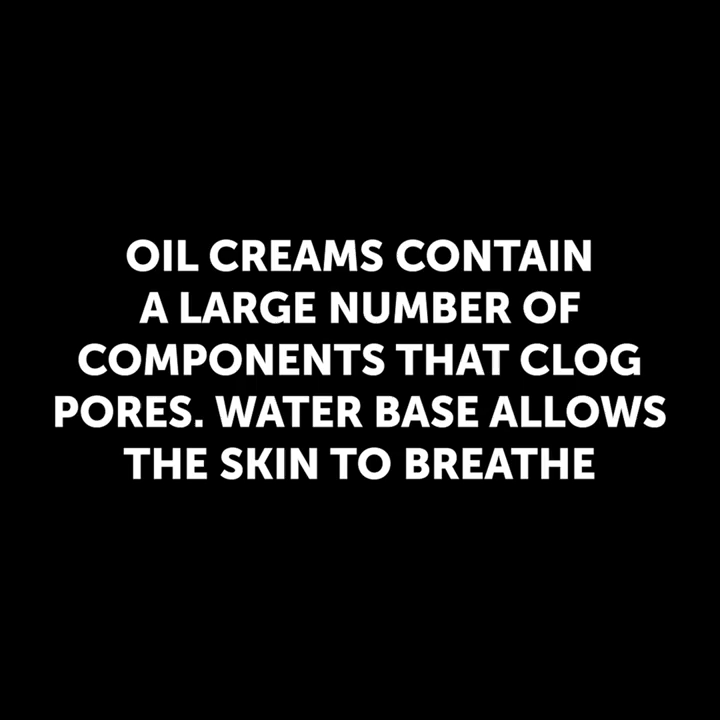 OIL CREAMS CONTAIN
A LARGE NUMBER OF
COMPONENTS THAT CLOG
PORES. WATER BASE ALLOWS
THE SKIN TO BREATHE